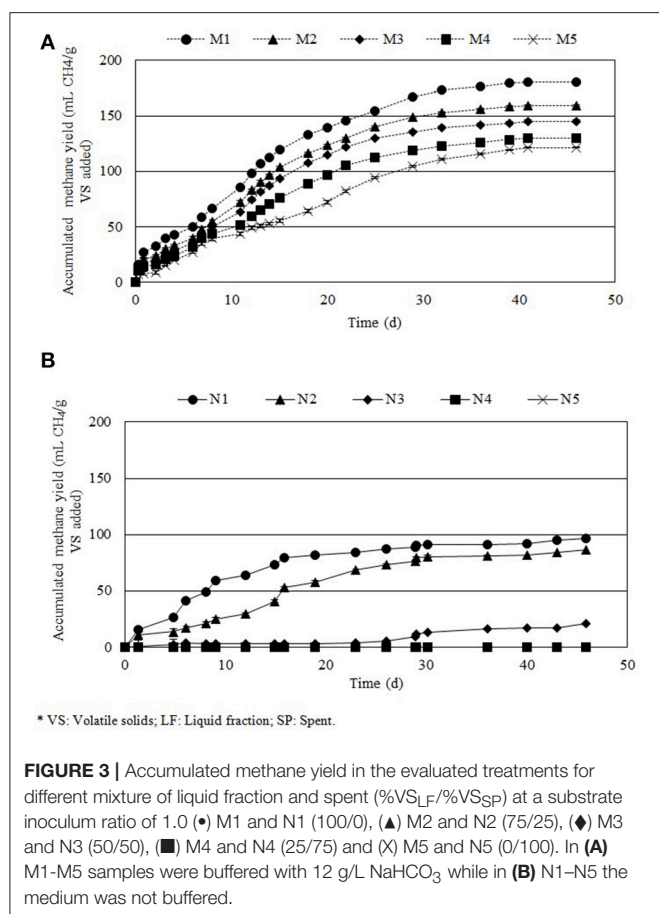 A
M1 M2 M3 M4 M5
Accumulated methane yield (mL CH4/g
VS added)
200
150
100
50
0
0 10 20 30 40 50
Time (d)
B
N1 N2 N3 N4 N5
Accumulated methane yield (mL CH₄/g
VS added)
200
150
100
50
0
0 10 20 30 40 50 60
Time (d)
* VS: Volatile solids; LF: Liquid fraction; SP: Spent.
FIGURE 3 | Accumulated methane yield in the evaluated treatments for
different mixture of liquid fraction and spent (%VSLF/%VSSP) at a substrate
inoculum ratio of 1.0 (•) M1 and N1 (100/0), (▲) M2 and N2 (75/25), (♦) M3
and N3 (50/50), (■) M4 and N4 (25/75) and (X) M5 and N5 (0/100). In (A)
M1-M5 samples were buffered with 12 g/L NaHCO3 while in (B) N1–N5 the
medium was not buffered.